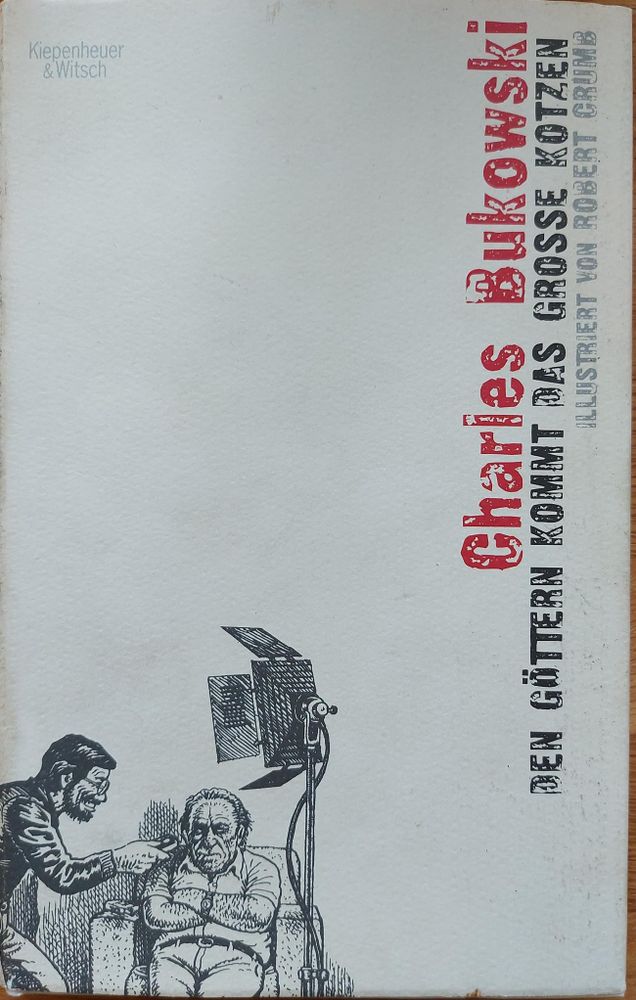 Kiepenheuer
& Witsch
Charles Bukowski
DEN GÖTTERN KOMMT DAS GROSSE KOTZEN
ILLUSTRIERT VON ROBERT CRUMB